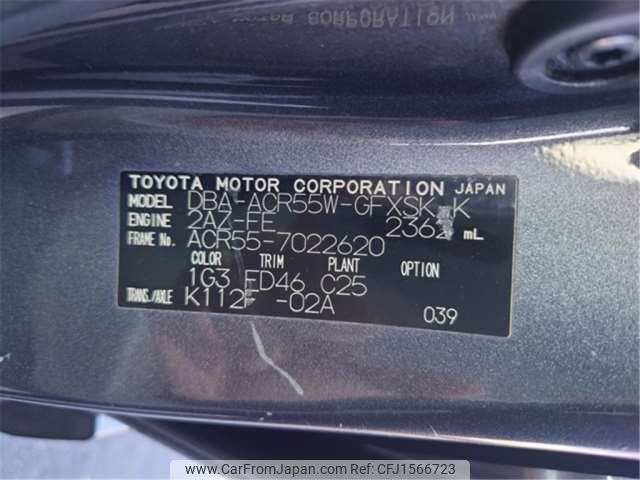 TOYOTA MOTOR CORPORATION JAPAN
MODEL DBA-ACR55W-GFXSK K
ENGINE 2AZ-FE 2362 mL
FRAME No. ACR55-7022620
COLOR TRIM PLANT OPTION
1G3 FD46 C25
TRANS./AXLE K112F -02A
039
www.CarFromJapan.com Ref No:CFJ1566723